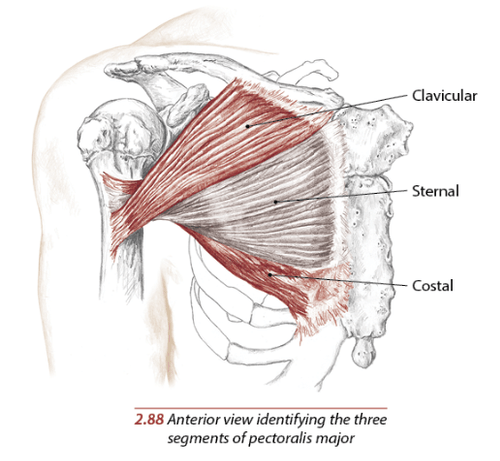 Clavicular
Sternal
Costal
2.88 Anterior view identifying the three
segments of pectoralis major